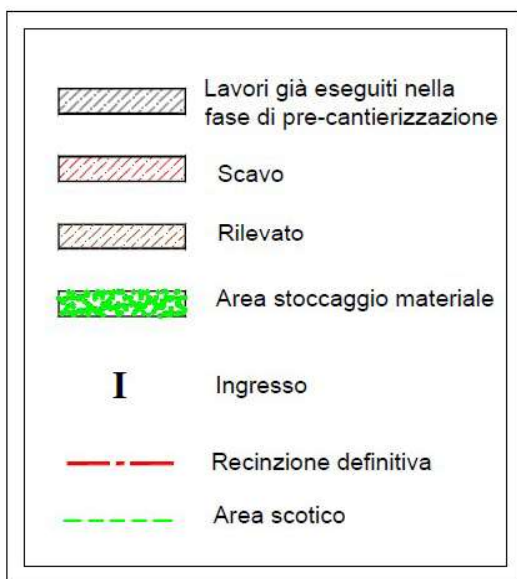 Lavori già eseguiti nella
fase di pre-cantierizzazione
Scavo
Rilevato
Area stoccaggio materiale
I Ingresso
Recinzione definitiva
Area scotico